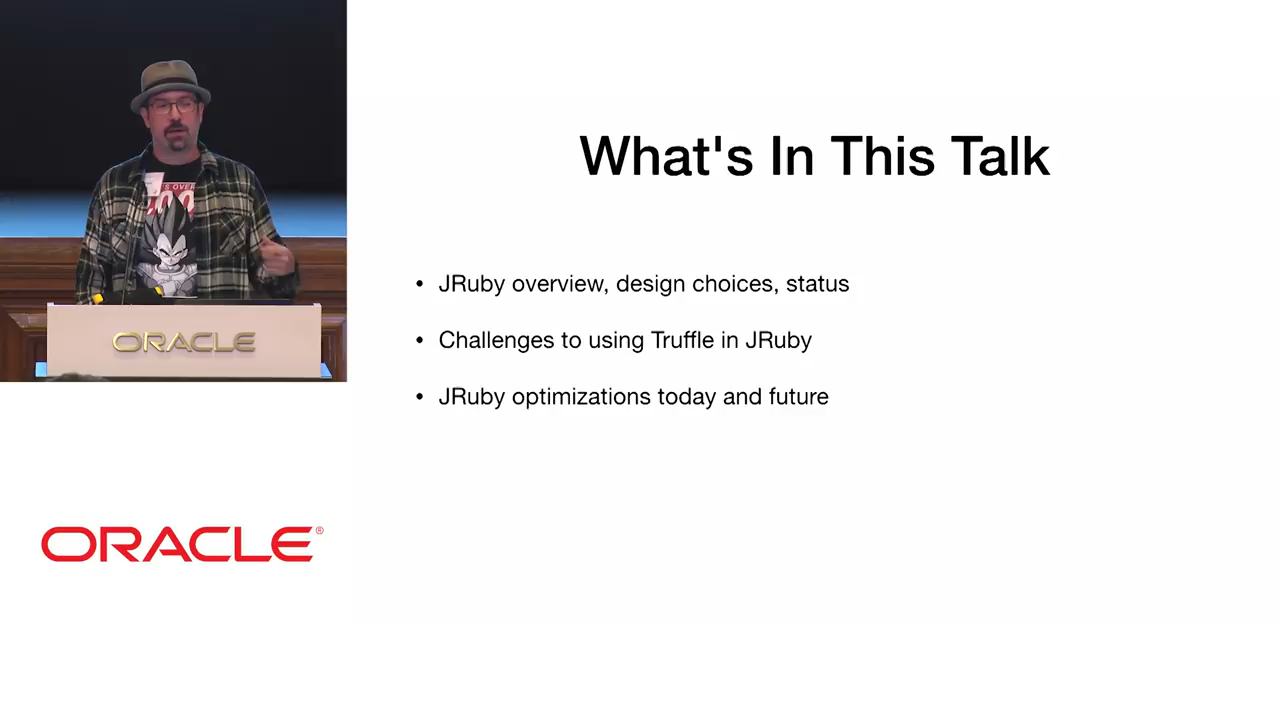 What's In This Talk
• JRuby overview, design choices, status
• Challenges to using Truffle in JRuby
• JRuby optimizations today and future
'S OVER
ORACLE
ORACLE®